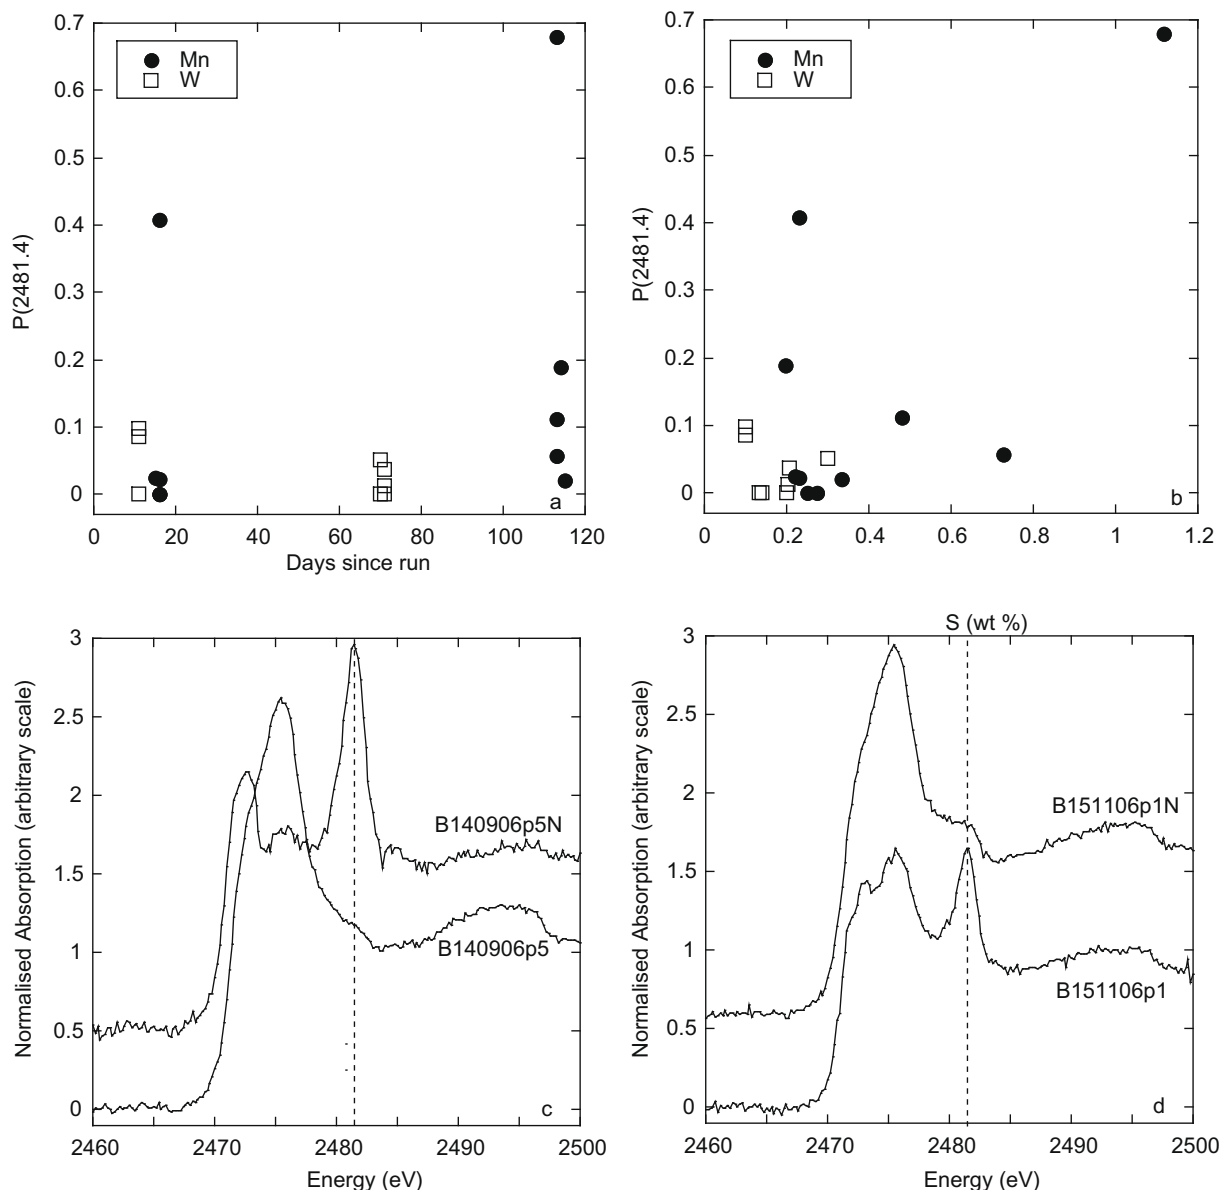 0.7
0.6
0.5
0.4
0.3
0.2
0.1
0
P(2481.4)
Mn
W
a
0 20 40 60 80 100 120
Days since run
0.7
0.6
0.5
0.4
0.3
0.2
0.1
0
P(2481.4)
Mn
W
b
0 0.2 0.4 0.6 0.8 1 1.2
S (wt %)
3
2.5
2
1.5
1
0.5
0
Normalised Absorption (arbitrary scale)
B140906p5N
B140906p5
c
2460 2470 2480 2490 2500
Energy (eV)
3
2.5
2
1.5
1
0.5
0
Normalised Absorption (arbitrary scale)
B151106p1N
B151106p1
d
2460 2470 2480 2490 2500
Energy (eV)